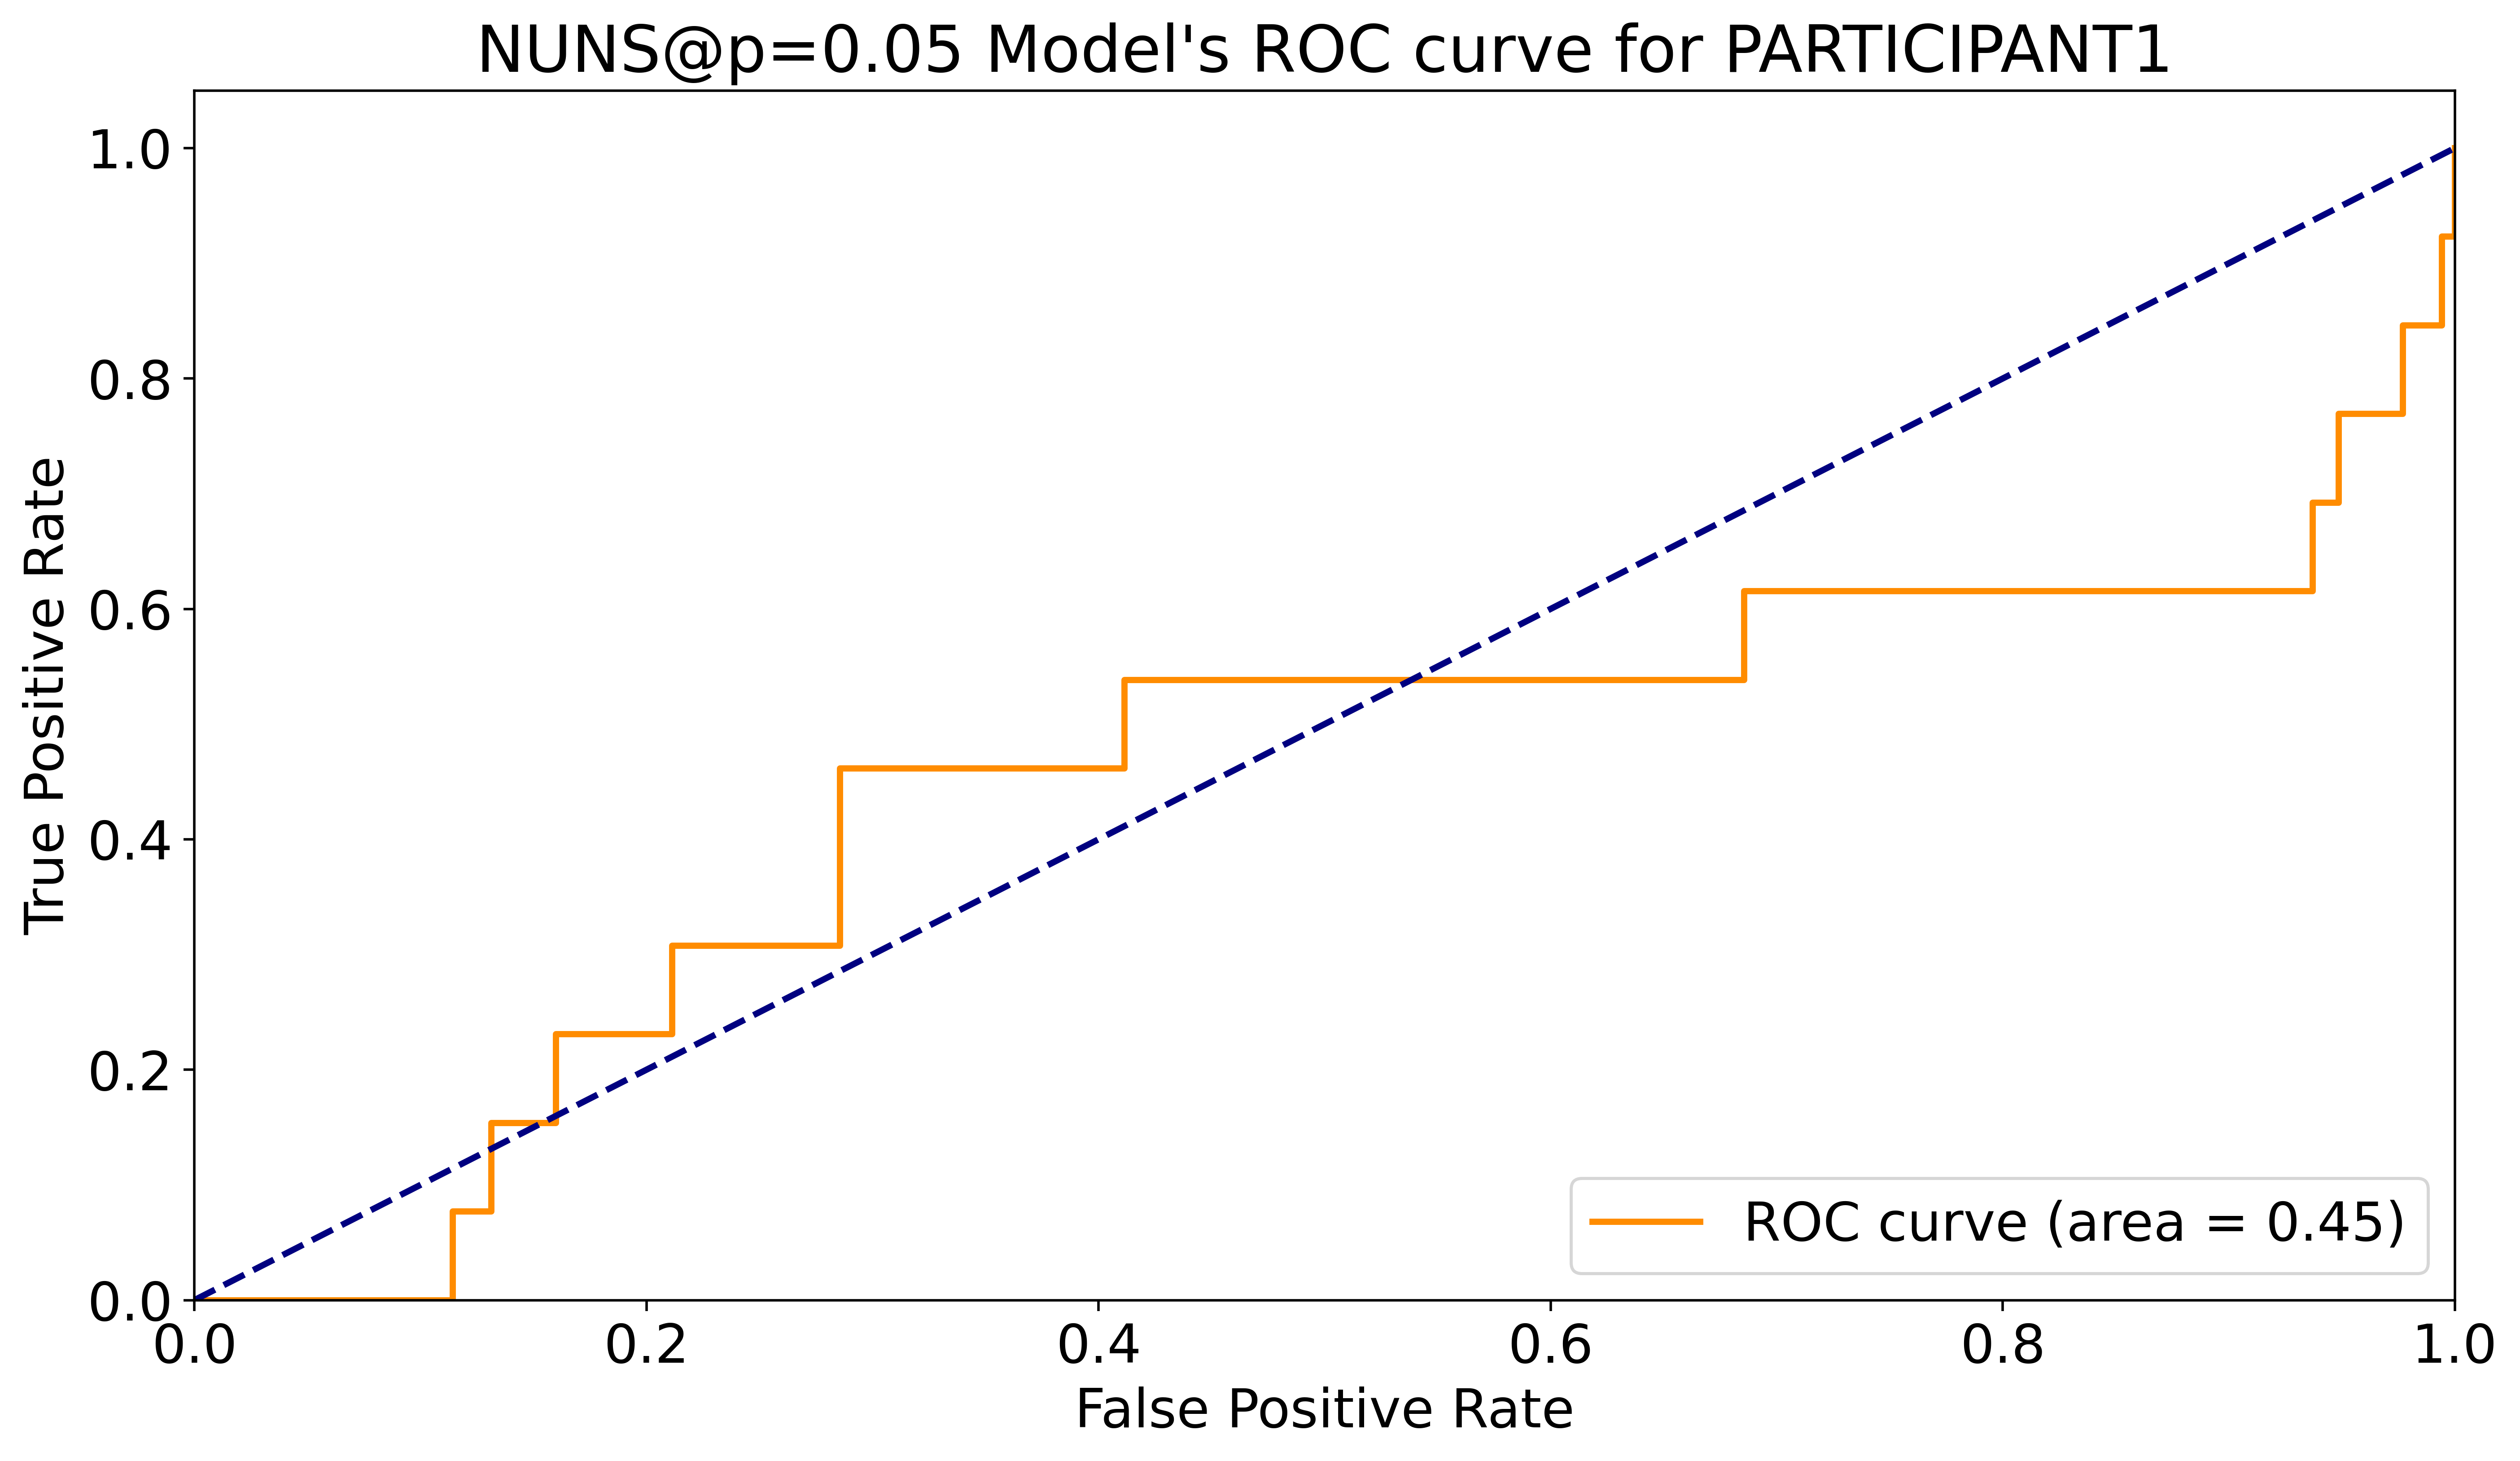 NUNS@p=0.05 Model's ROC curve for PARTICIPANT1
True Positive Rate
1.0
0.8
0.6
0.4
0.2
0.0
0.0 0.2 0.4 0.6 0.8 1.0
False Positive Rate
ROC curve (area = 0.45)